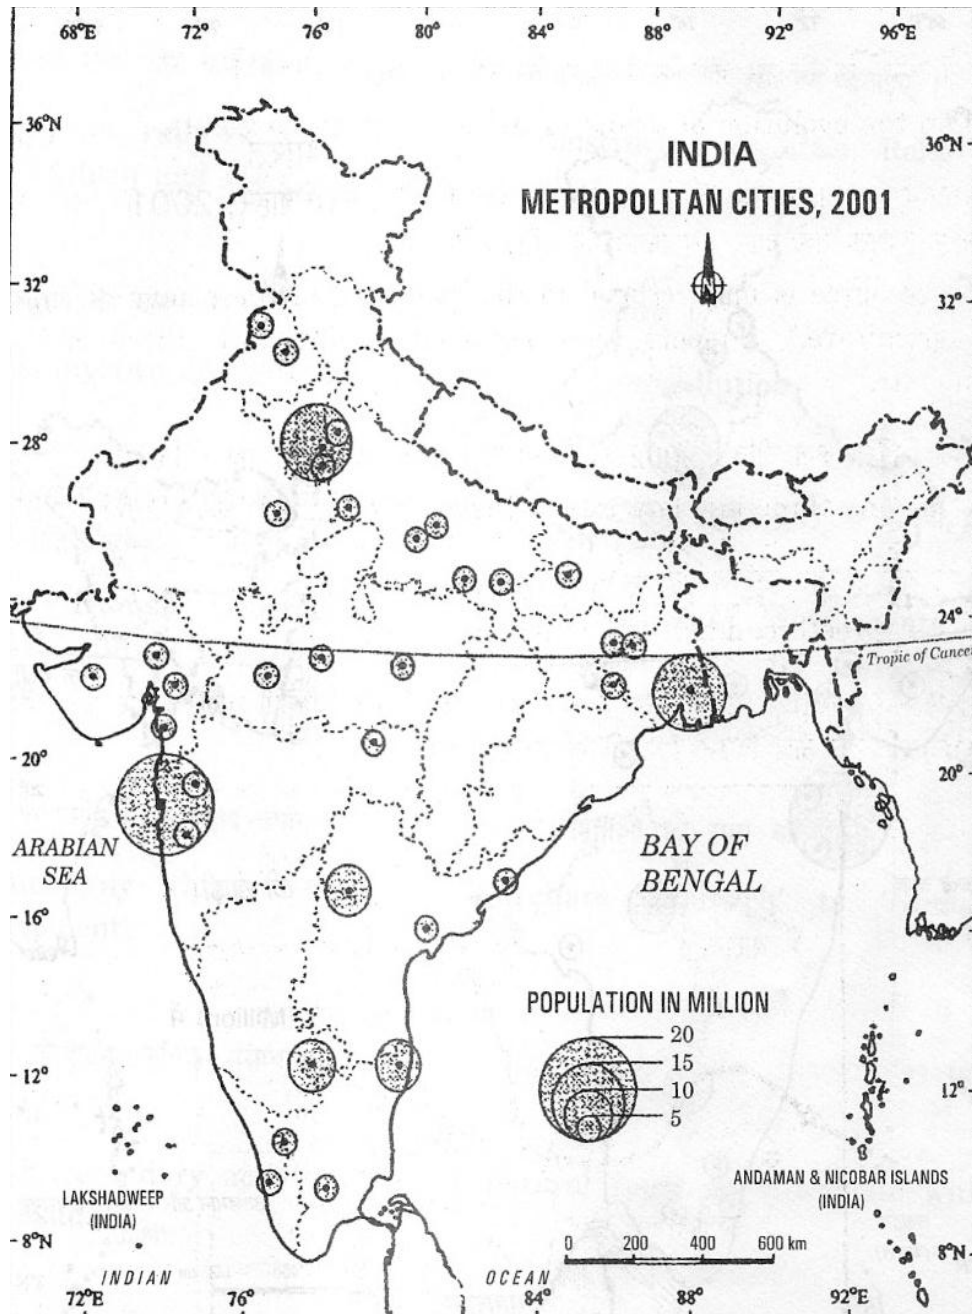 68°E 72° 76° 80° 84° 88° 92° 96°E
36°N
36°N
INDIA
METROPOLITAN CITIES, 2001
N
32°
32°
28°
28°
24°
24°
Tropic of Cancer
20°
20°
ARABIAN
SEA
BAY OF
BENGAL
16°
16°
POPULATION IN MILLION
20
15
10
5
12°
12°
LAKSHADWEEP
(INDIA)
ANDAMAN & NICOBAR ISLANDS
(INDIA)
8°N
8°N
0 200 400 600 km
INDIAN OCEAN
72°E 76° 84° 88° 92°E